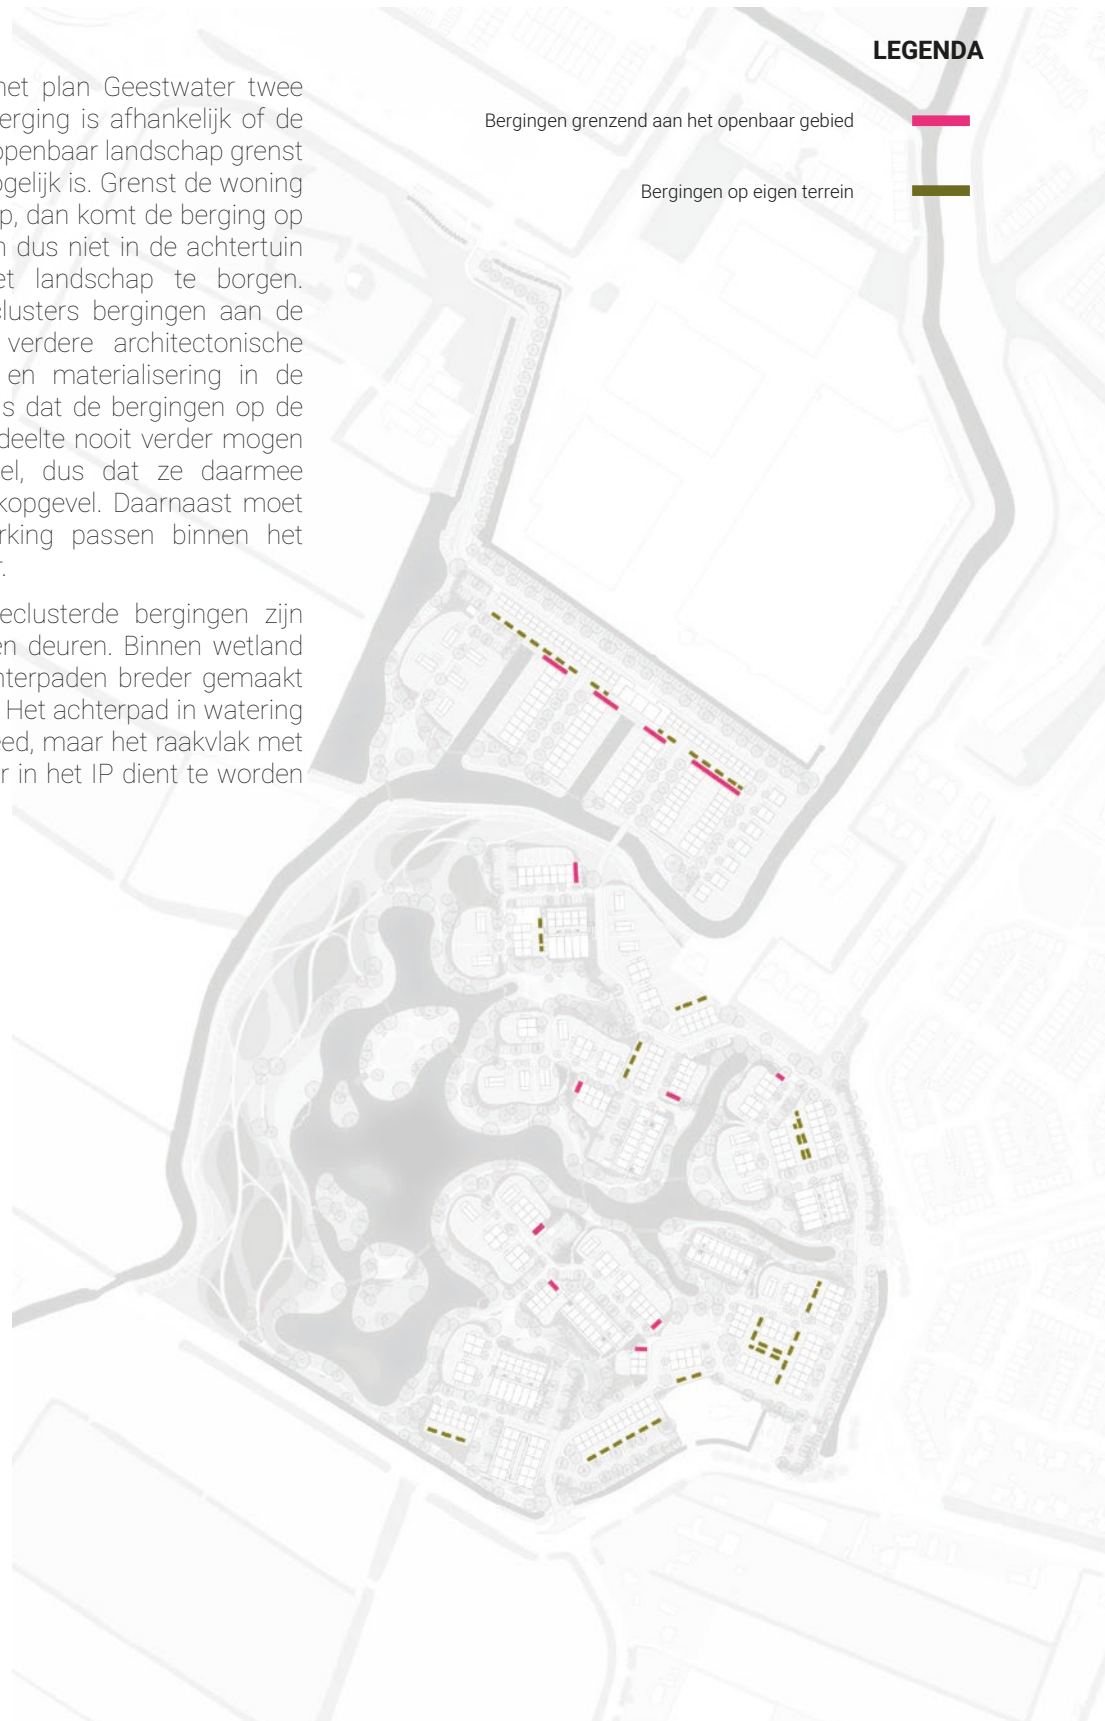 LEGENDA
Bergingen grenzend aan het openbaar gebied
Bergingen op eigen terrein
net plan Geestwater twee
erging is afhankelijk of de
openbaar landschap grenst
ogelijk is. Grenst de woning
p, dan komt de berging op
n dus niet in de achtertuin
et landschap te borgen.
clusters bergingen aan de
verdere architectonische
en materialisering in de
s dat de bergingen op de
deelte nooit verder mogen
el, dus dat ze daarmee
kopgevel. Daarnaast moet
rking passen binnen het
r.
eclusterde bergingen zijn
en deuren. Binnen wetland
nterpaden breder gemaakt
Het achterpad in watering
eed, maar het raakvlak met
r in het IP dient te worden